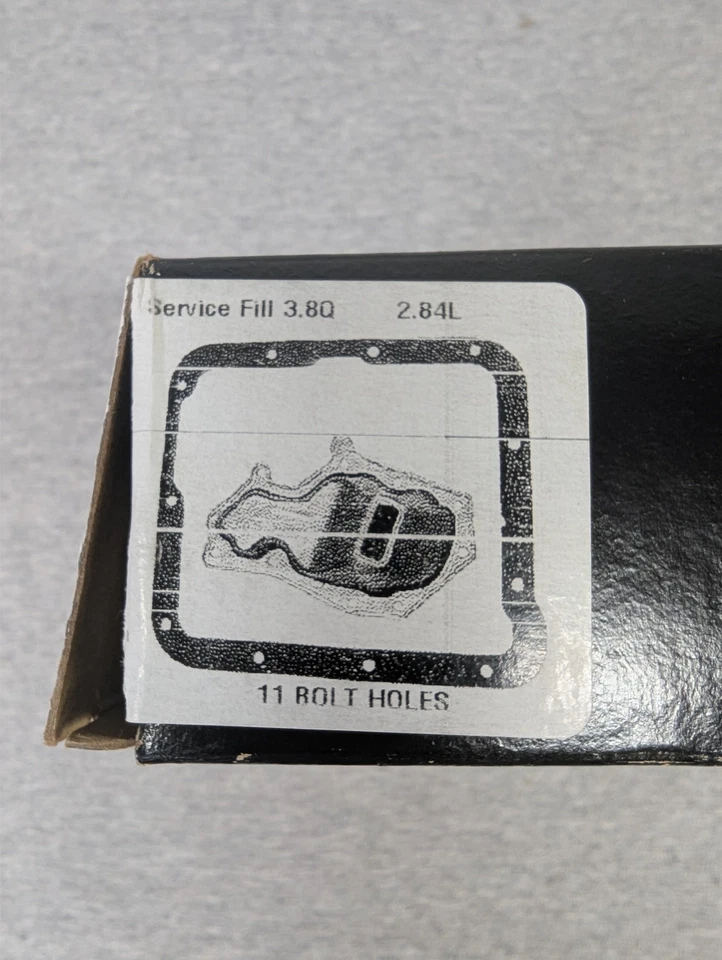 Service Fill 3.8Q 2.84L
11 BOLT HOLES